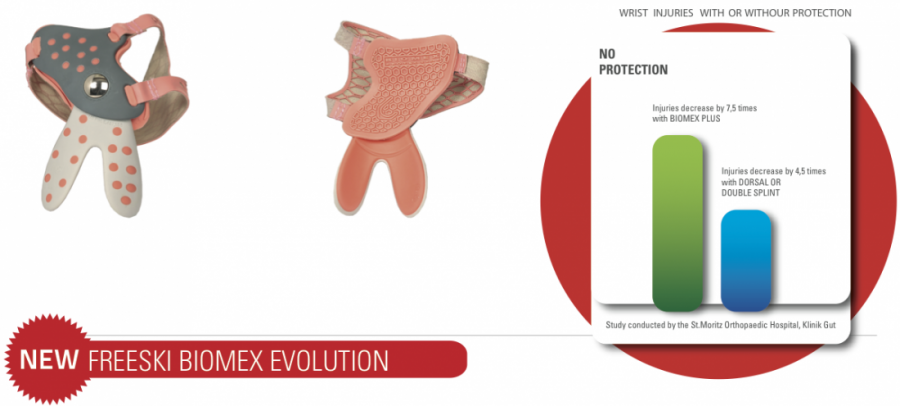 WRIST INJURIES WITH OR WITHOUR PROTECTION
NO
PROTECTION
Injuries decrease by 7,5 times
with BIOMEX PLUS
Injuries decrease by 4,5 times
with DORSAL OR
DOUBLE SPLINT
Study conducted by the St.Moritz Orthopaedic Hospital, Klinik Gut
NEW FREESKI BIOMEX EVOLUTION